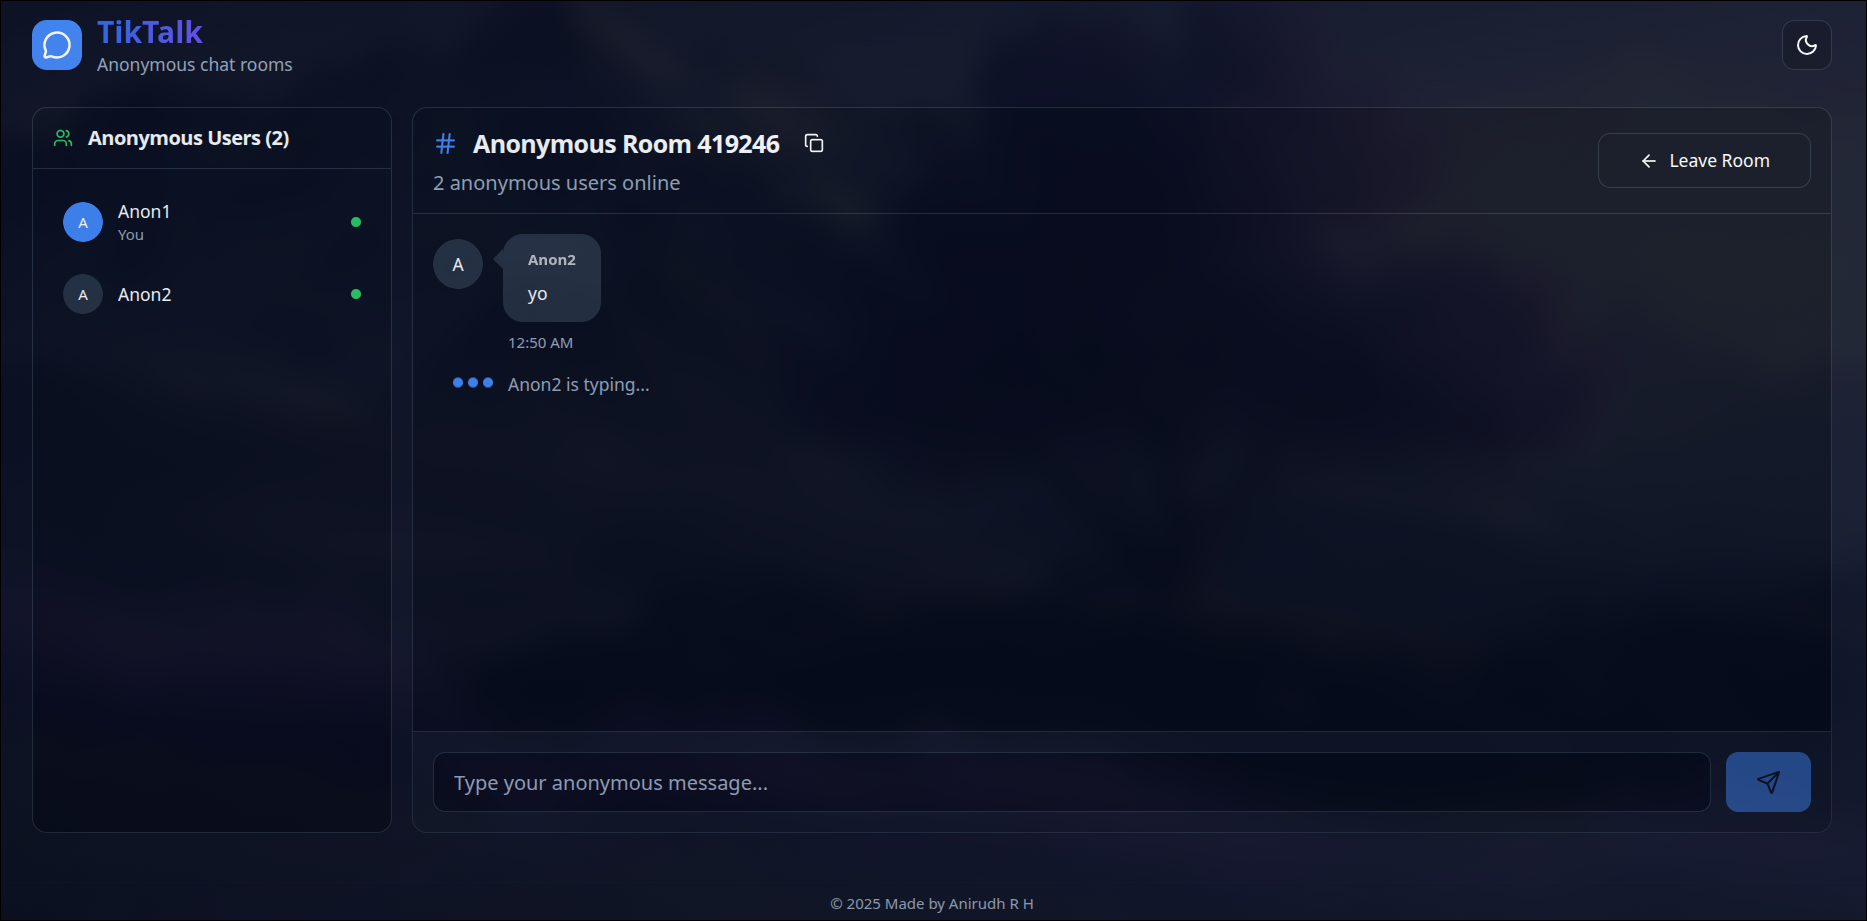 TikTalk
Anonymous chat rooms
Anonymous Users (2)
A
Anon1
You
A
Anon2
Anonymous Room 419246
2 anonymous users online
Leave Room
A
Anon2
yo
12:50 AM
Anon2 is typing...
Type your anonymous message...
© 2025 Made by Anirudh R H